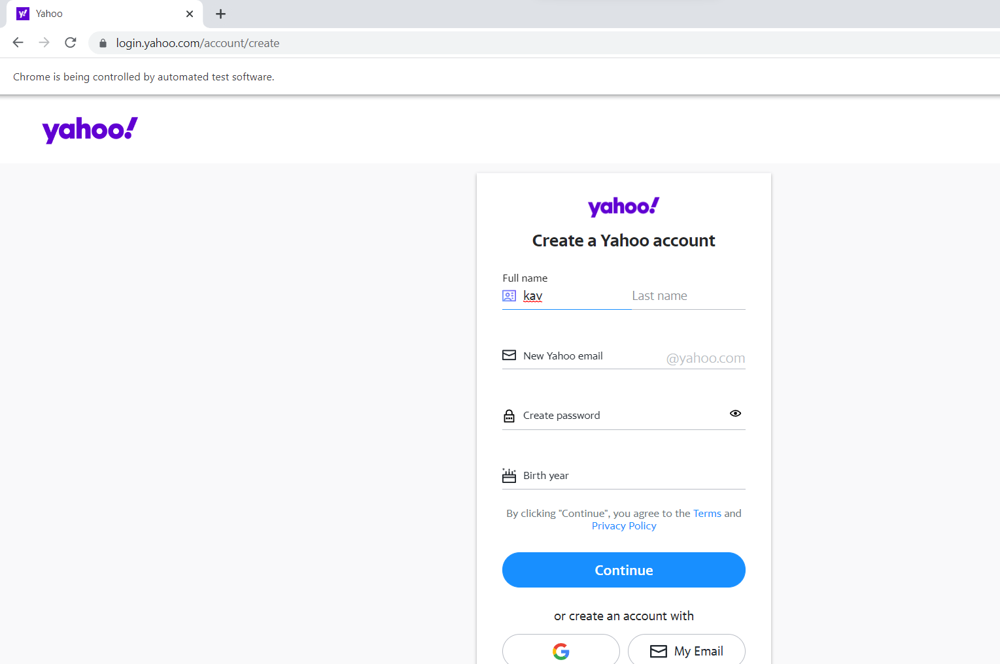 y! Yahoo
login.yahoo.com/account/create
Chrome is being controlled by automated test software.
yahoo!
yahoo!
Create a Yahoo account
Full name
kav Last name
New Yahoo email @yahoo.com
Create password
Birth year
By clicking "Continue", you agree to the Terms and
Privacy Policy
Continue
or create an account with
G My Email